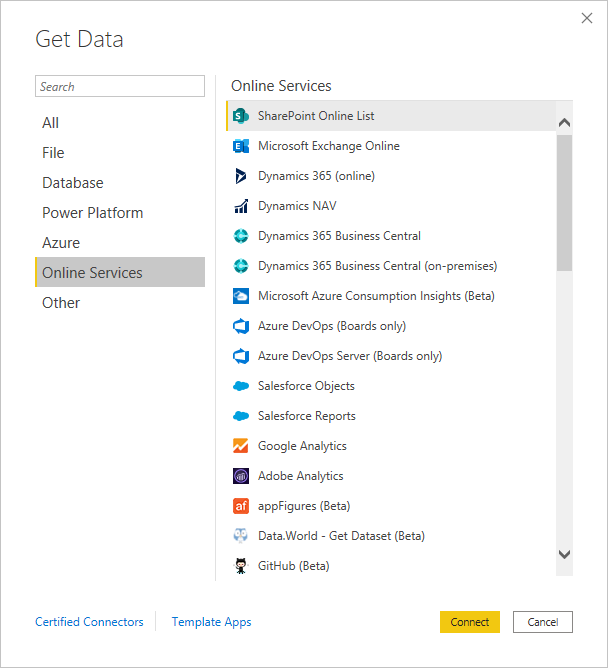 Get Data
Search
All
File
Database
Power Platform
Azure
Online Services
Other
Online Services
SharePoint Online List
Microsoft Exchange Online
Dynamics 365 (online)
Dynamics NAV
Dynamics 365 Business Central
Dynamics 365 Business Central (on-premises)
Microsoft Azure Consumption Insights (Beta)
Azure DevOps (Boards only)
Azure DevOps Server (Boards only)
Salesforce Objects
Salesforce Reports
Google Analytics
Adobe Analytics
af appFigures (Beta)
Data.World - Get Dataset (Beta)
GitHub (Beta)
Certified Connectors
Template Apps
Connect
Cancel